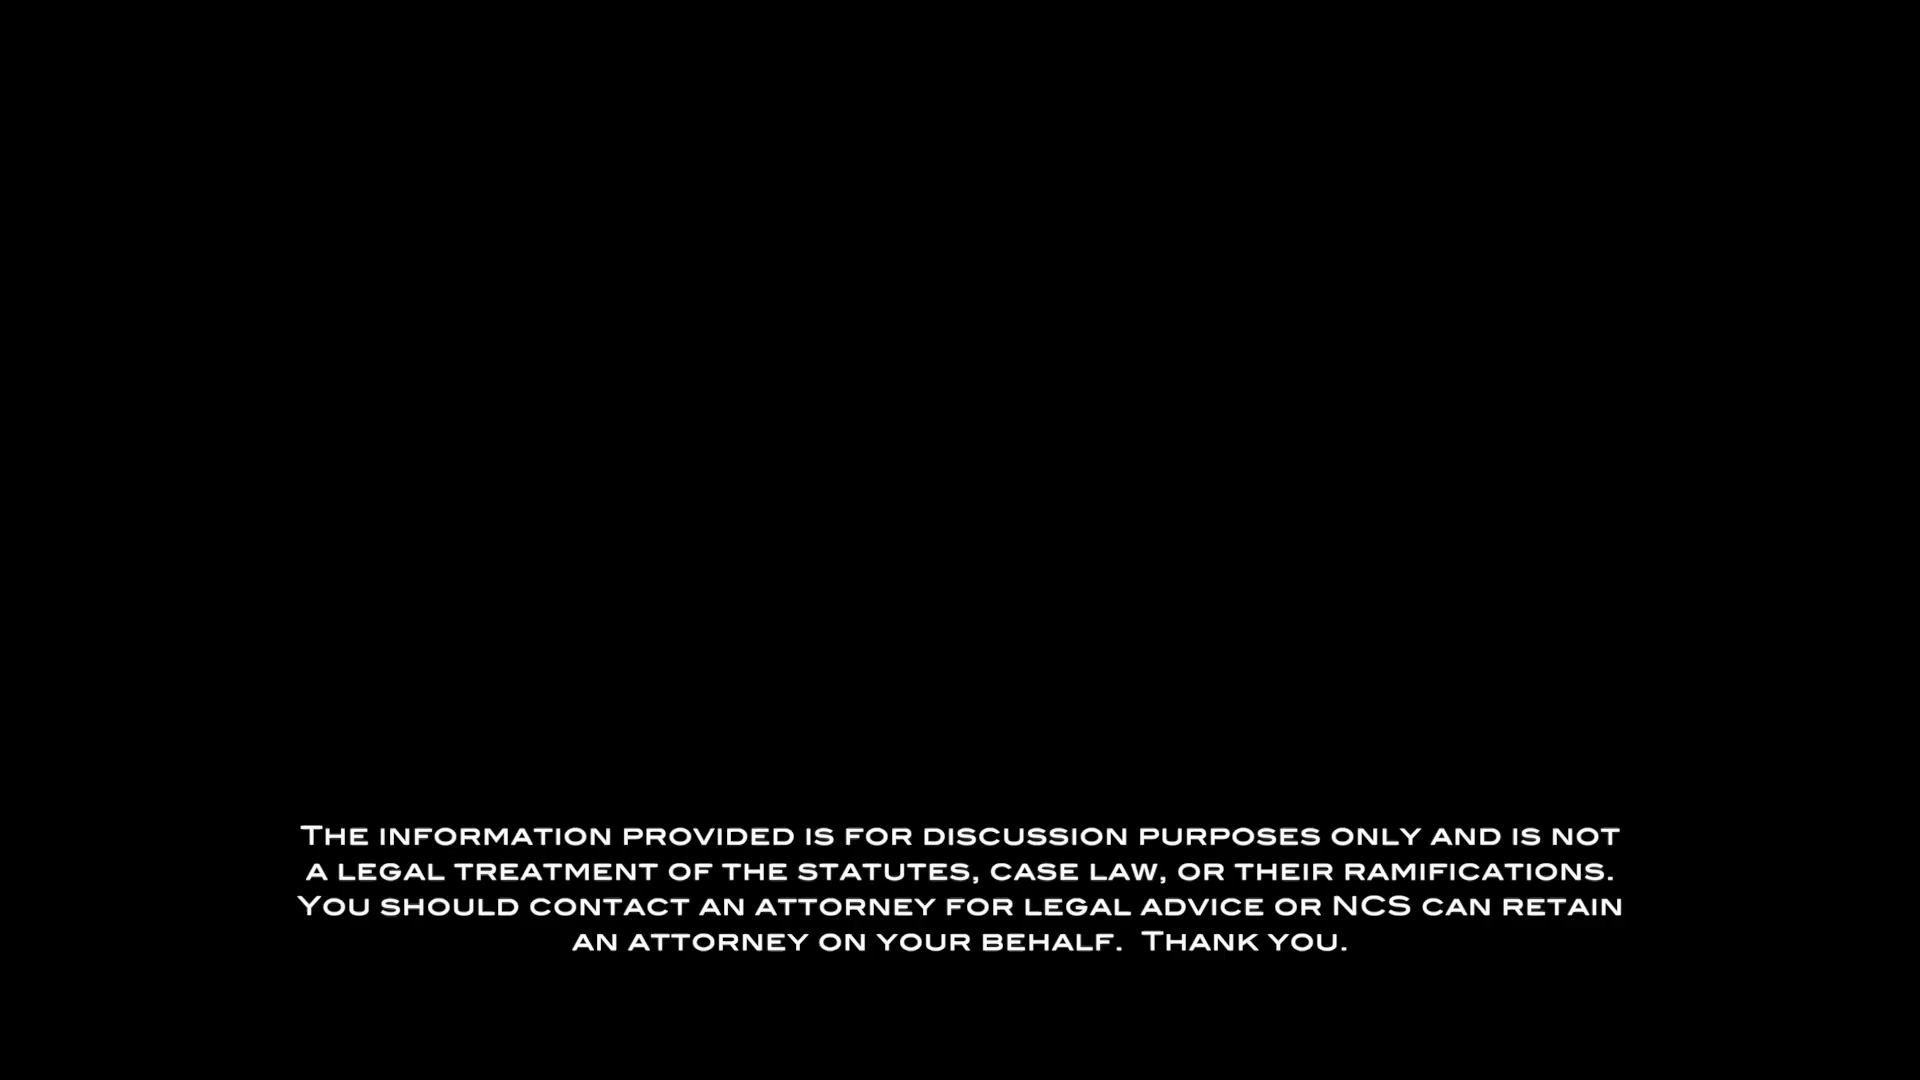 The information provided is for discussion purposes only and is not
a legal treatment of the statutes, case law, or their ramifications.
You should contact an attorney for legal advice or NCS can retain
an attorney on your behalf.  Thank you.